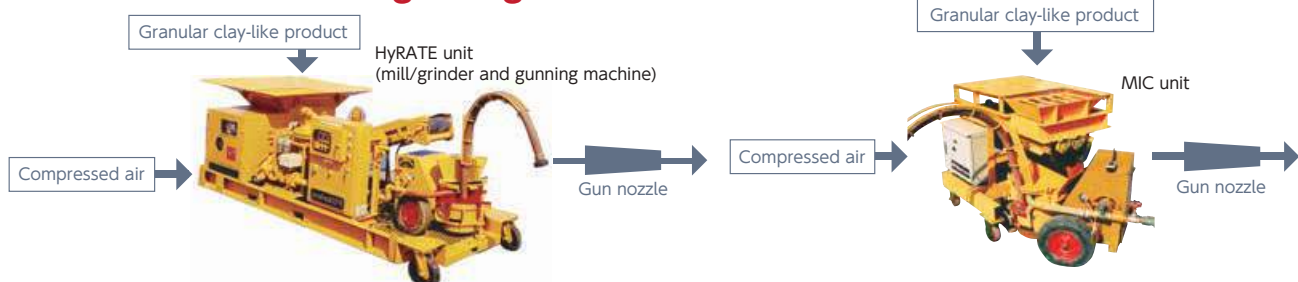 Granular clay-like product
HyRATE unit
(mill/grinder and gunning machine)
Compressed air
Gun nozzle
Granular clay-like product
MIC unit
Compressed air
Gun nozzle